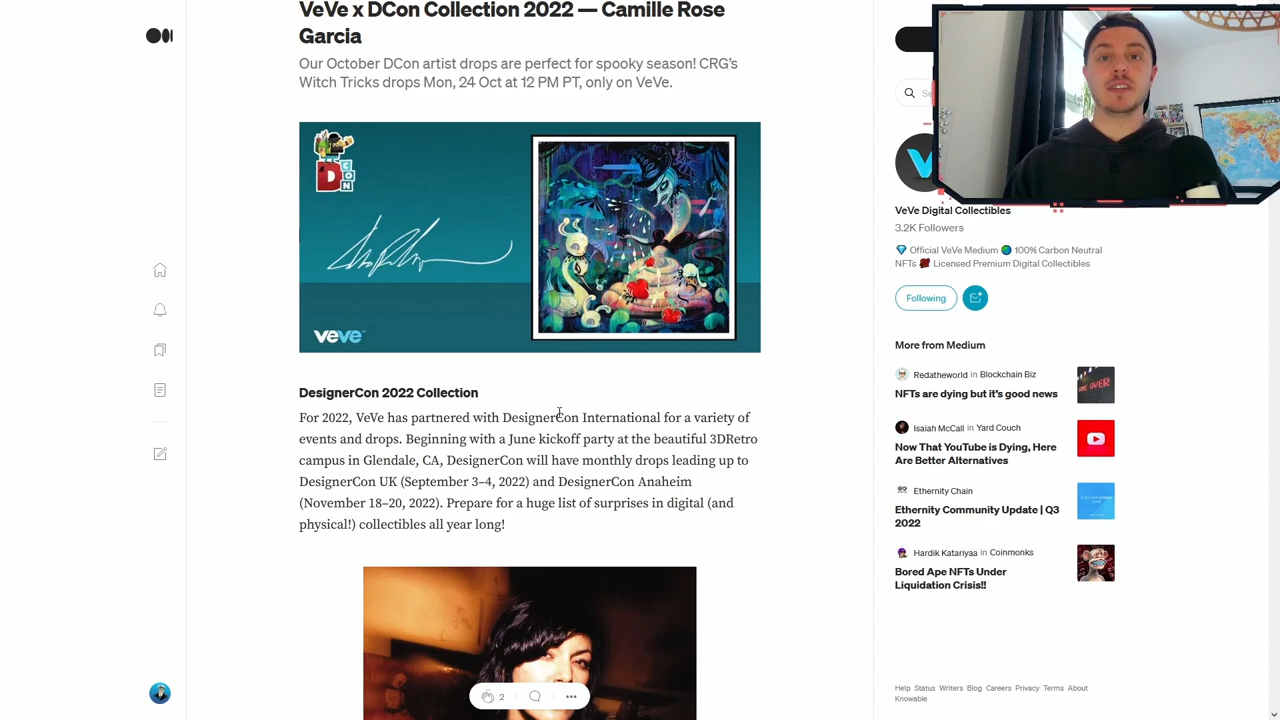 VeVe x DCon Collection 2022 — Camille Rose
Garcia
Our October DCon artist drops are perfect for spooky season! CRG's
Witch Tricks drops Mon, 24 Oct at 12 PM PT, only on VeVe.
D
CON
veve
DesignerCon 2022 Collection
For 2022, VeVe has partnered with DesignerCon International for a variety of
events and drops. Beginning with a June kickoff party at the beautiful 3DRetro
campus in Glendale, CA, DesignerCon will have monthly drops leading up to
DesignerCon UK (September 3–4, 2022) and DesignerCon Anaheim
(November 18–20, 2022). Prepare for a huge list of surprises in digital (and
physical!) collectibles all year long!
2
VeVe Digital Collectibles
3.2K Followers
💎 Official VeVe Medium 🌎 100% Carbon Neutral
NFTs Licensed Premium Digital Collectibles
Following
More from Medium
Redatheworld in Blockchain Biz
NFTs are dying but it's good news
Isaiah McCall in Yard Couch
Now That YouTube is Dying, Here
Are Better Alternatives
Ethernity Chain
Ethernity Community Update | Q3
2022
Hardik Katariyaa in Coinmonks
Bored Ape NFTs Under
Liquidation Crisis!!
Help Status Writers Blog Careers Privacy Terms About
Knowable